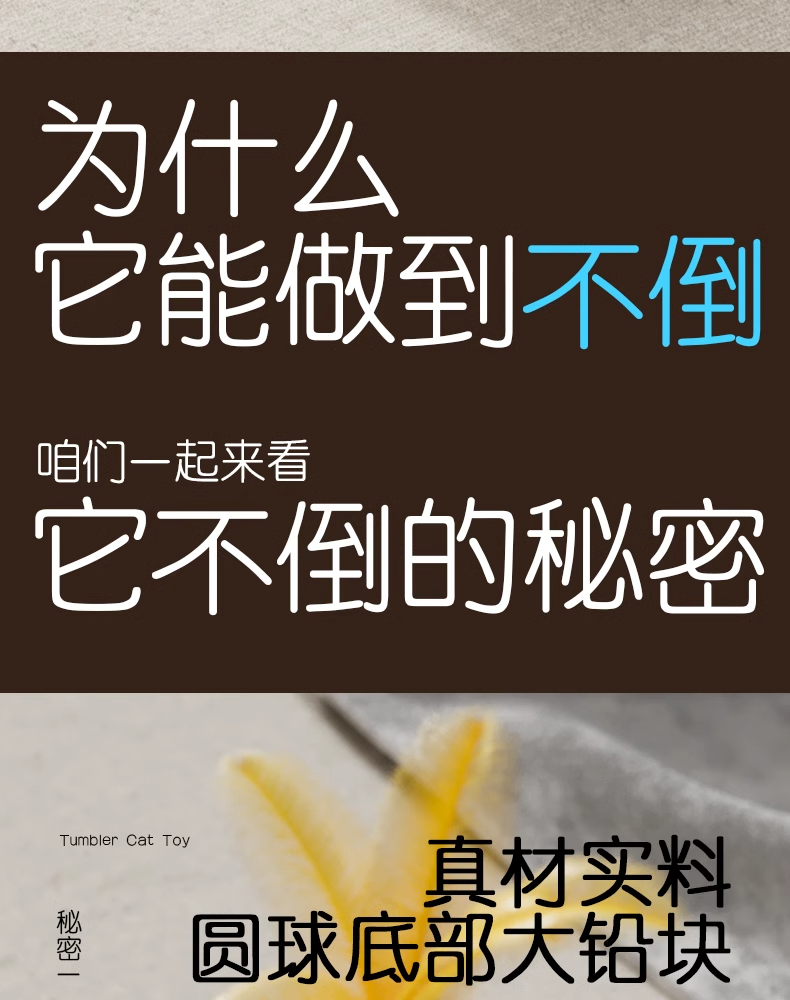 为什么
它能做到不倒
咱们一起来看
它不倒的秘密
Tumbler Cat Toy
真材实料
秘密一
圆球底部大铅块